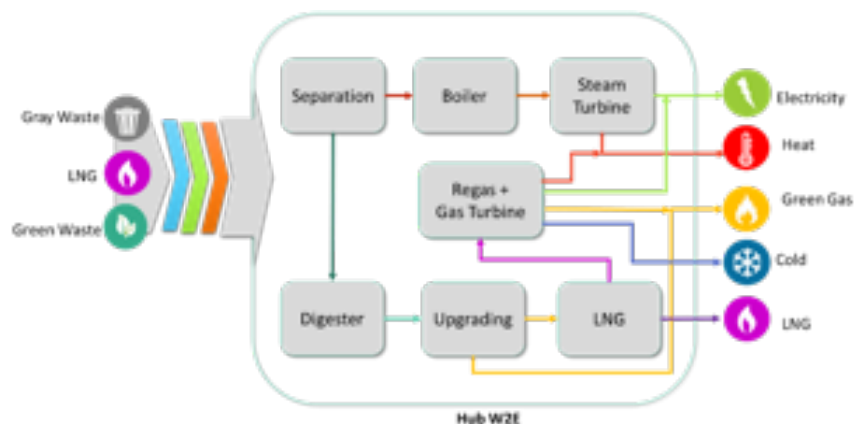 Gray Waste
LNG
Green Waste
Separation
Boiler
Steam
Turbine
Regas +
Gas Turbine
Digester
Upgrading
LNG
Electricity
Heat
Green Gas
Cold
LNG
Hub W2E